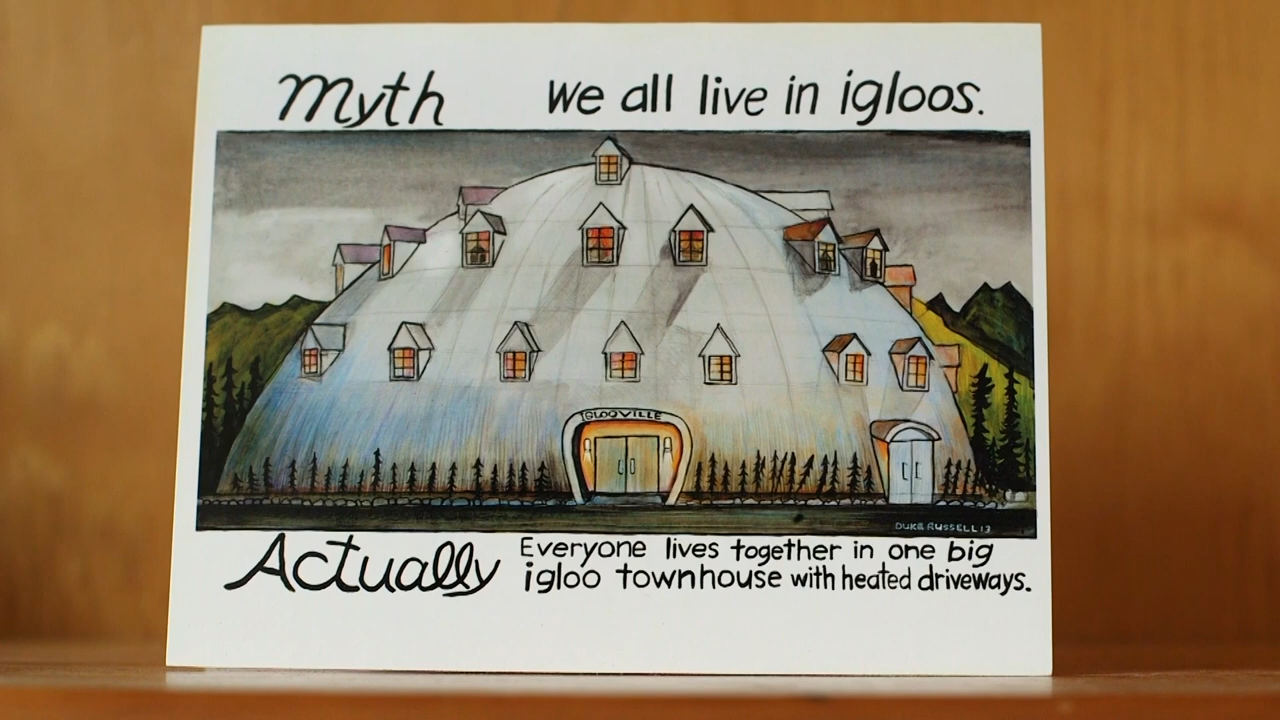 Myth we all live in igloos.
IGLOOVILLE
DUKE RUSSELL 13
Actually Everyone lives together in one big
igloo townhouse with heated driveways.